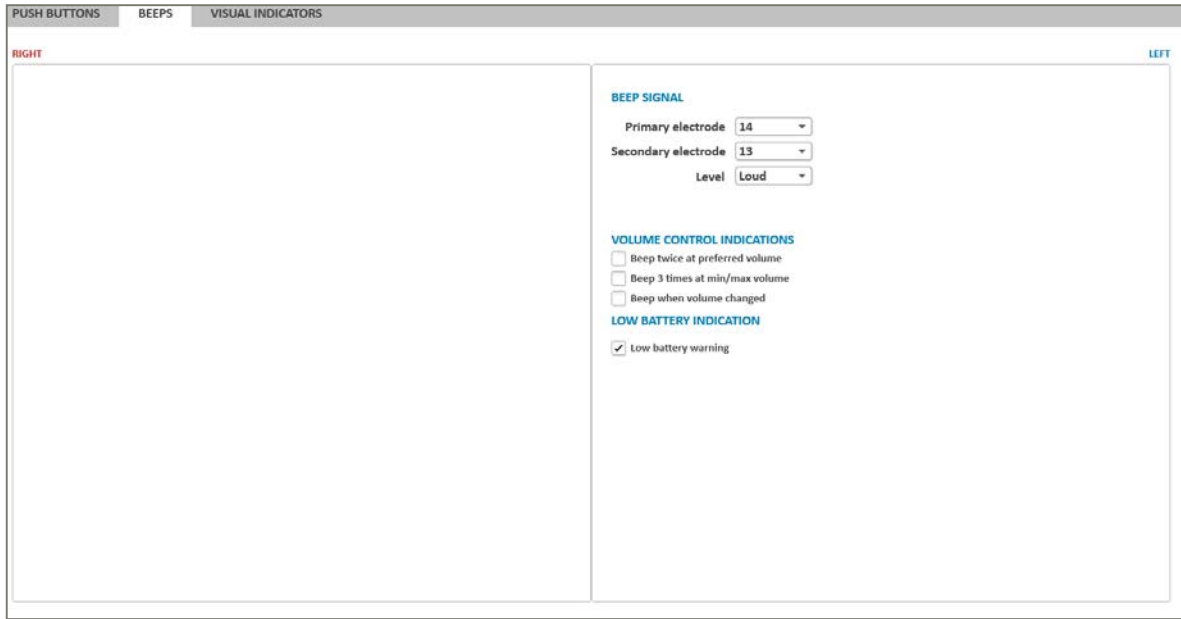 PUSH BUTTONS BEEPS VISUAL INDICATORS
RIGHT LEFT
BEEP SIGNAL
Primary electrode 14
Secondary electrode 13
Level Loud
VOLUME CONTROL INDICATIONS
Beep twice at preferred volume
Beep 3 times at min/max volume
Beep when volume changed
LOW BATTERY INDICATION
Low battery warning